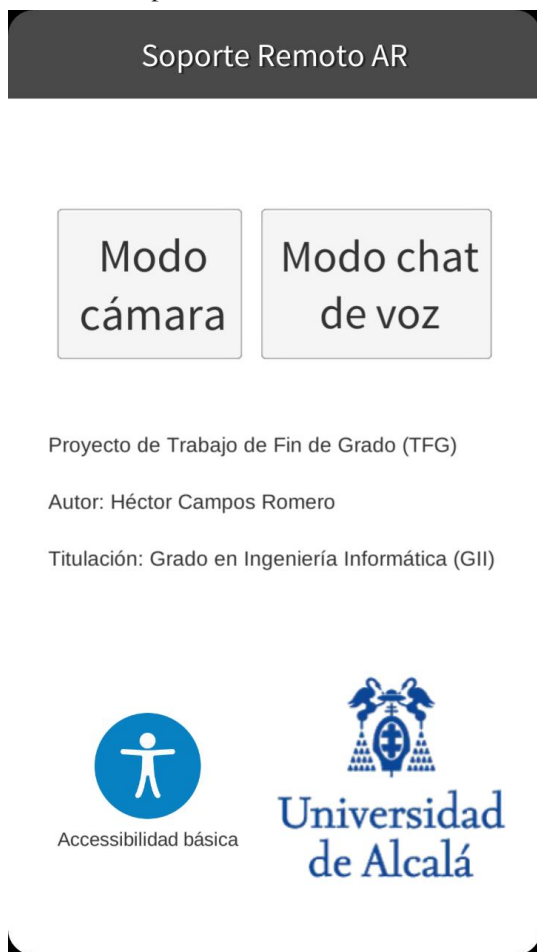 Soporte Remoto AR
Modo
cámara
Modo chat
de voz
Proyecto de Trabajo de Fin de Grado (TFG)
Autor: Héctor Campos Romero
Titulación: Grado en Ingeniería Informática (GII)
Accessibilidad básica
Universidad
de Alcalá